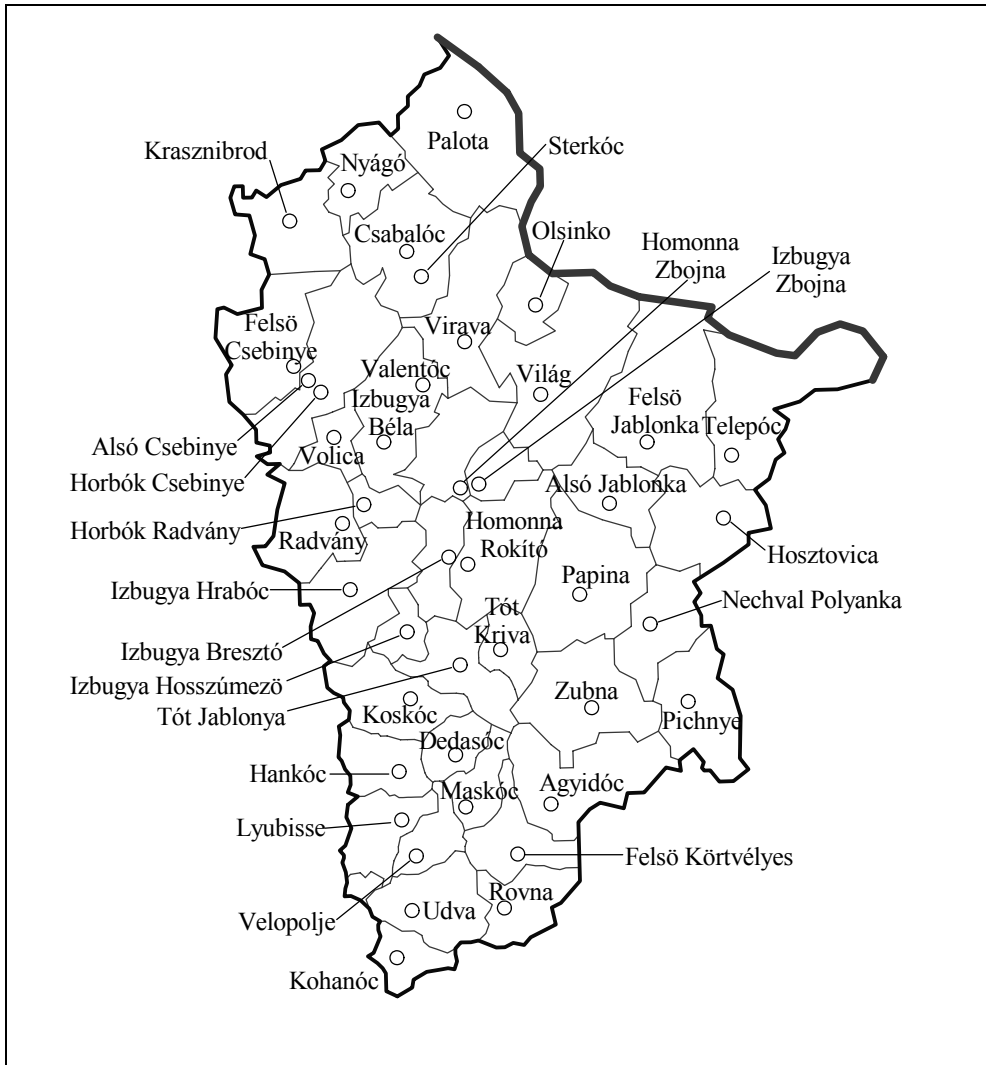 Palota
Krasznibrod
Sterkóc
Nyágó
Olsinko
Homonna
Zbojna
Izbugya
Zbojna
Csabalóc
Felsö
Csebinye
Virava
Valentóc
Világ
Izbugya
Béla
Felsö
Jablonka
Telepóc
Alsó Csebinye
Volica
Horbók Csebinye
Alsó Jablonka
Horbók Radvány
Radvány
Homonna
Rokító
Hosztovica
Papina
Izbugya Hrabóc
Nechval Polyanka
Tót
Kriva
Izbugya Bresztó
Izbugya Hosszúmezö
Tót Jablonya
Zubna
Koskóc
Pichnye
Dedasóc
Hankóc
Maskóc
Agyidóc
Lyubisse
Felsö Körtvélyes
Rovna
Velopolje
Udva
Kohanóc